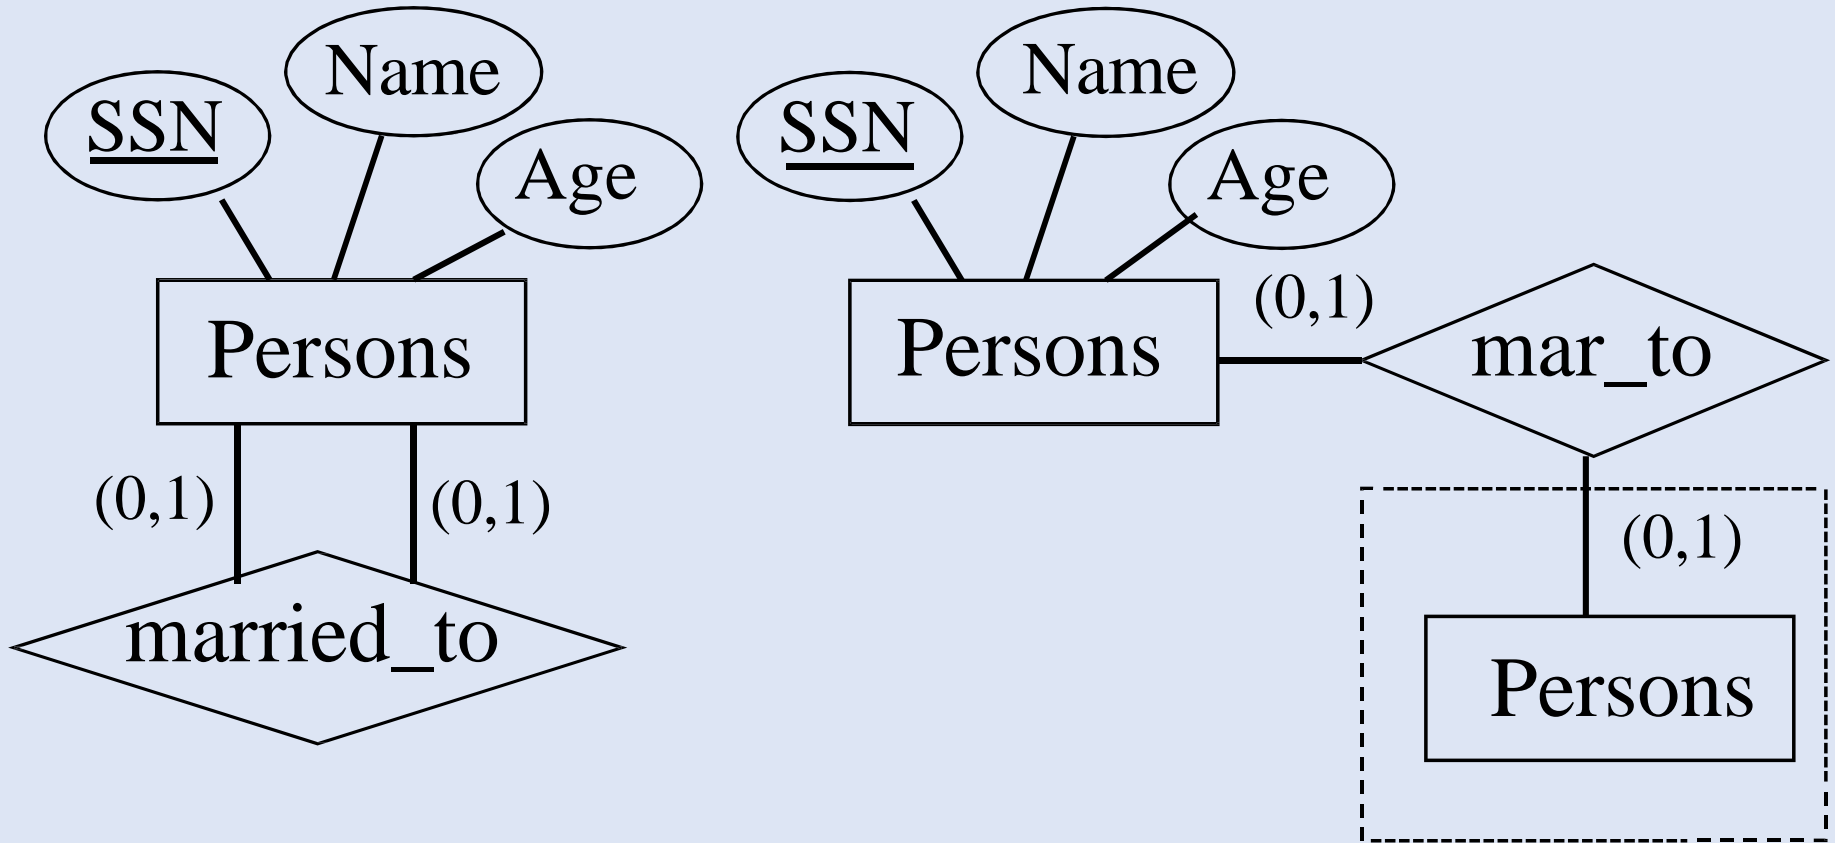 Name
SSN
Age
Persons
(0,1)
(0,1)
married_to
Name
SSN
Age
Persons
(0,1)
mar_to
(0,1)
Persons